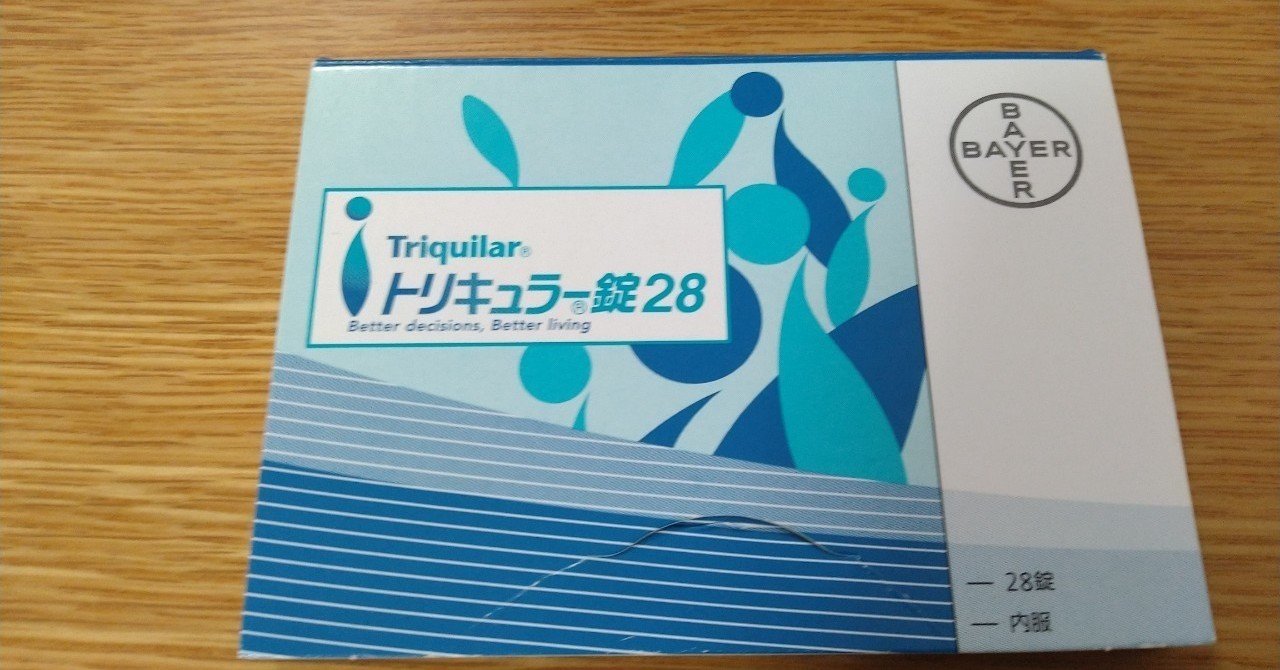 Triquilar®
トリキュラー®錠28
Better decisions, Better living
BAYER
BAYER
28錠
内服